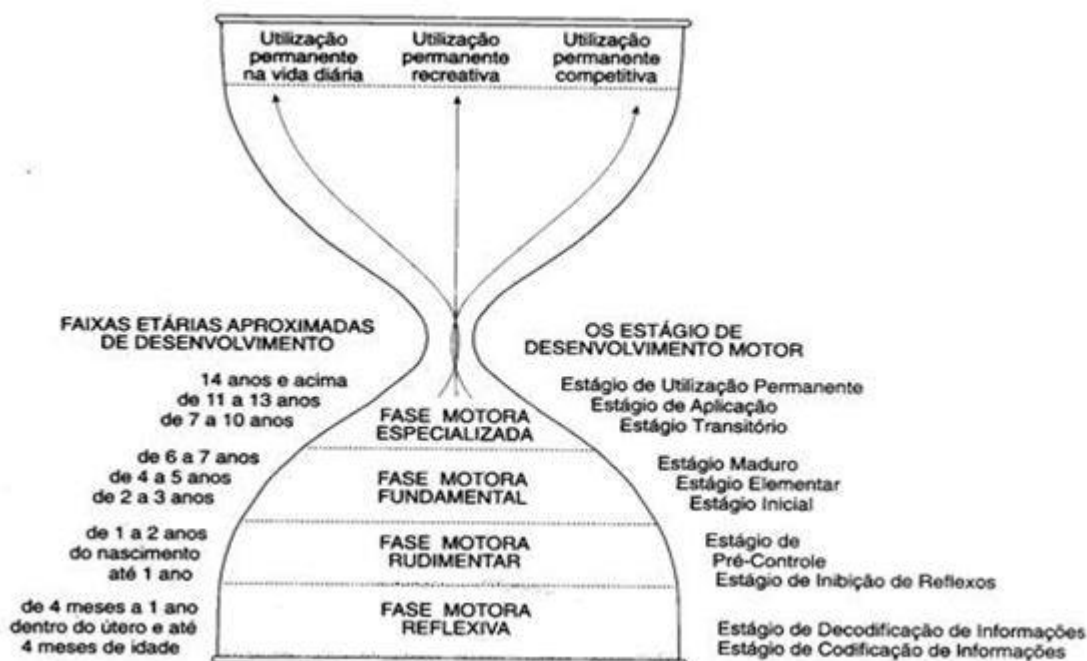 Utilização permanente na vida diária
Utilização permanente recreativa
Utilização permanente competitiva
FAIXAS ETÁRIAS APROXIMADAS
DE DESENVOLVIMENTO
OS ESTÁGIO DE
DESENVOLVIMENTO MOTOR
14 anos e acima
de 11 a 13 anos
de 7 a 10 anos
FASE MOTORA
ESPECIALIZADA
Estágio de Utilização Permanente
Estágio de Aplicação
Estágio Transitório
de 6 a 7 anos
de 4 a 5 anos
de 2 a 3 anos
FASE MOTORA
FUNDAMENTAL
Estágio Maduro
Estágio Elementar
Estágio Inicial
de 1 a 2 anos
do nascimento
até 1 ano
FASE MOTORA
RUDIMENTAR
Estágio de
Pré-Controle
Estágio de Inibição de Reflexos
de 4 meses a 1 ano
dentro do útero e até
4 meses de idade
FASE MOTORA
REFLEXIVA
Estágio de Decodificação de Informações
Estágio de Codificação de Informações